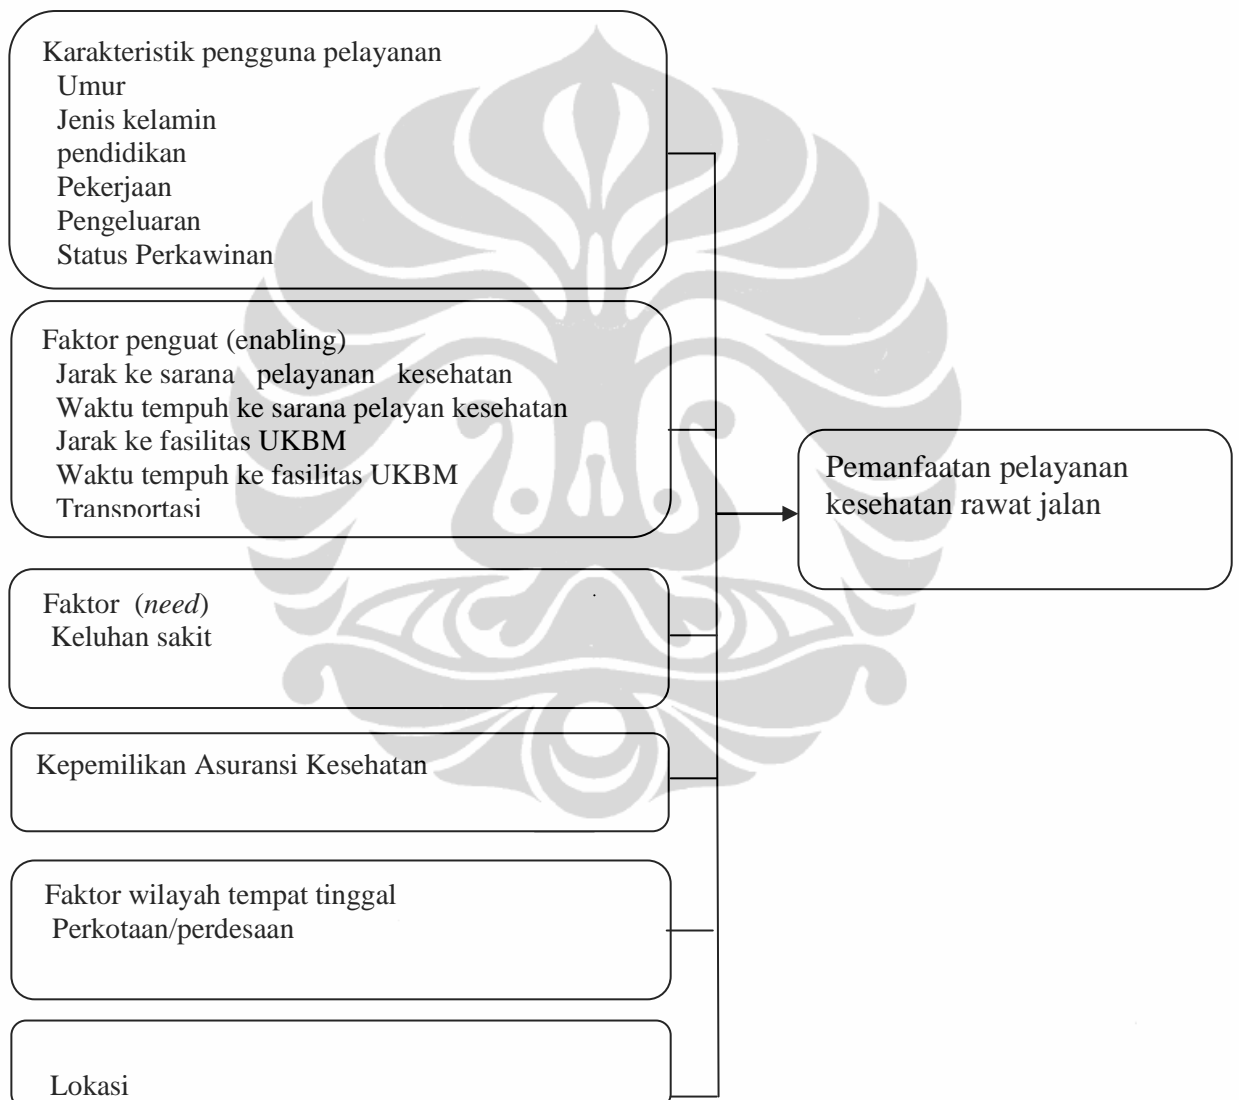 Karakteristik pengguna pelayanan
Umur
Jenis kelamin
pendidikan
Pekerjaan
Pengeluaran
Status Perkawinan
Faktor penguat (enabling)
Jarak ke sarana pelayanan kesehatan
Waktu tempuh ke sarana pelayan kesehatan
Jarak ke fasilitas UKBM
Waktu tempuh ke fasilitas UKBM
Transportasi
Pemanfaatan pelayanan
kesehatan rawat jalan
Faktor (need)
Keluhan sakit
Kepemilikan Asuransi Kesehatan
Faktor wilayah tempat tinggal
Perkotaan/perdesaan
Lokasi